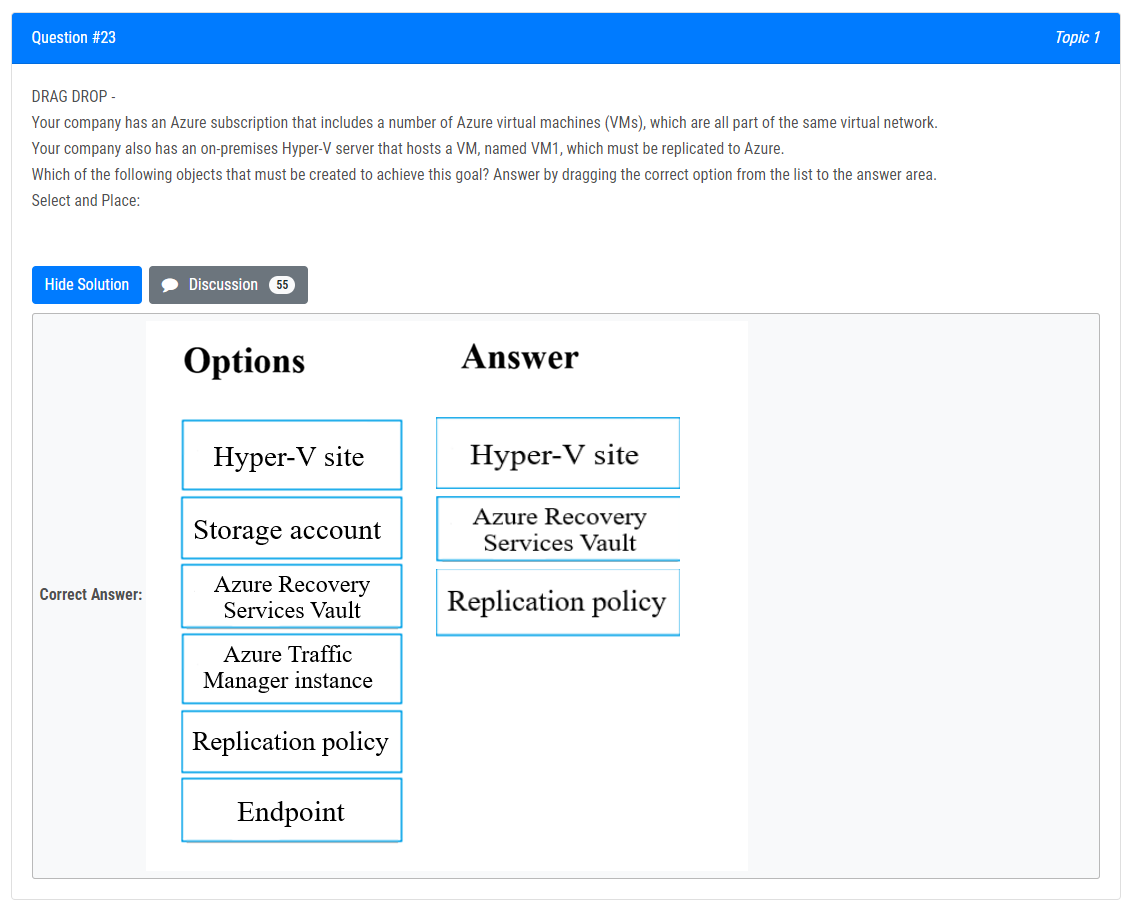 Question #23
Topic 1
DRAG DROP -
Your company has an Azure subscription that includes a number of Azure virtual machines (VMs), which are all part of the same virtual network.
Your company also has an on-premises Hyper-V server that hosts a VM, named VM1, which must be replicated to Azure.
Which of the following objects that must be created to achieve this goal? Answer by dragging the correct option from the list to the answer area.
Select and Place:
Hide Solution
Discussion 55
Correct Answer:
Options
Hyper-V site
Storage account
Azure Recovery
Services Vault
Azure Traffic
Manager instance
Replication policy
Endpoint
Answer
Hyper-V site
Azure Recovery
Services Vault
Replication policy